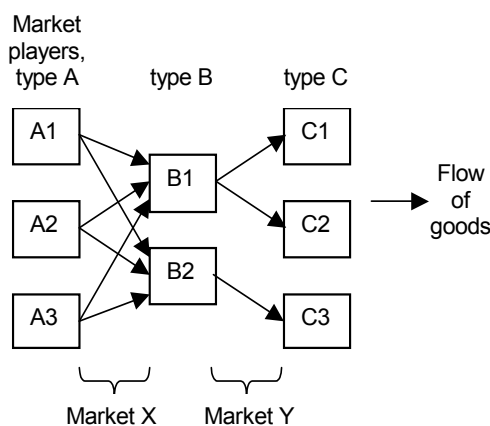 Market
players,
type A
type B
type C
A1
A2
A3
B1
B2
C1
C2
C3
Flow
of
goods
Market X
Market Y